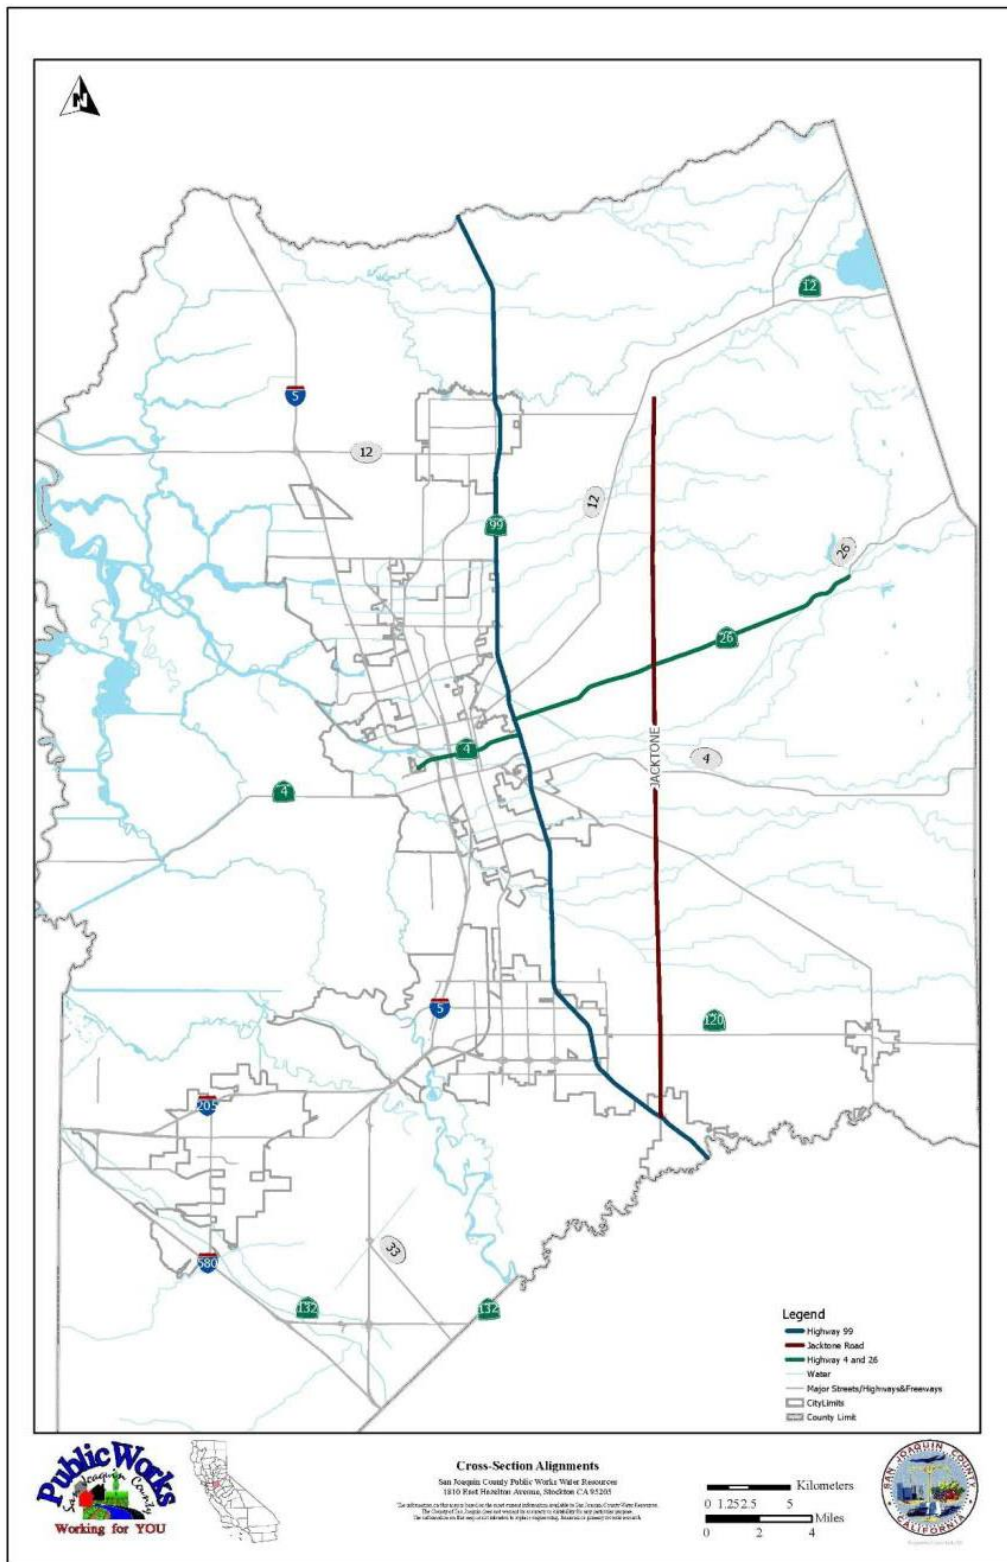 N
12
5
12
12
99
26
26
4
4
4
JACKTONE
5
120
205
33
580
132
132
Legend
Highway 99
Jacktone Road
Highway 4 and 26
Water
Major Streets/Highways&Freeways
CityLimits
County Limit
Public Works
San Joaquin County
Working for YOU
Cross-Section Alignments
San Joaquin County Public Works Water Resources
1810 East Hazelton Avenue, Stockton CA 95205
Kilometers
0 1.25 2.5 5
Miles
0 2 4
SAN JOAQUIN COUNTY
CALIFORNIA